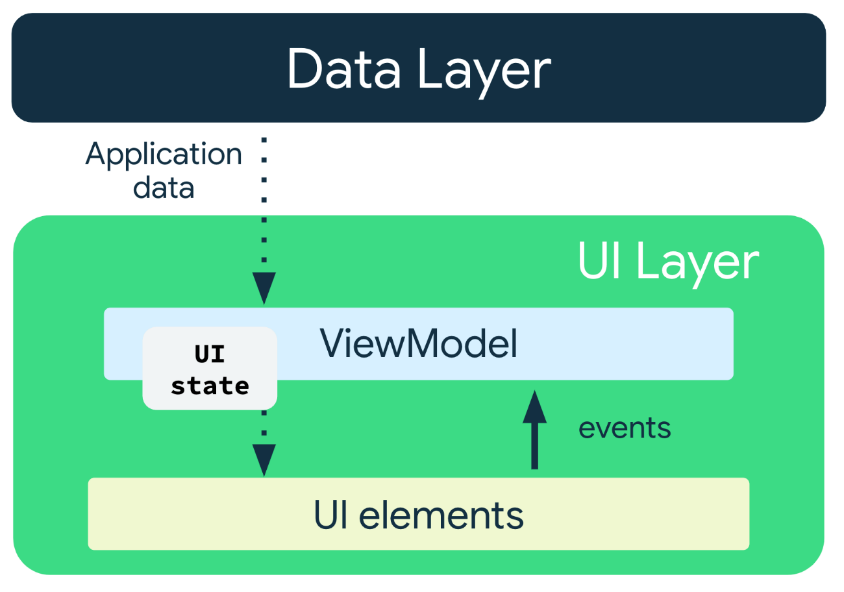 Data Layer
Application
data
UI Layer
ViewModel
UI
state
events
UI elements